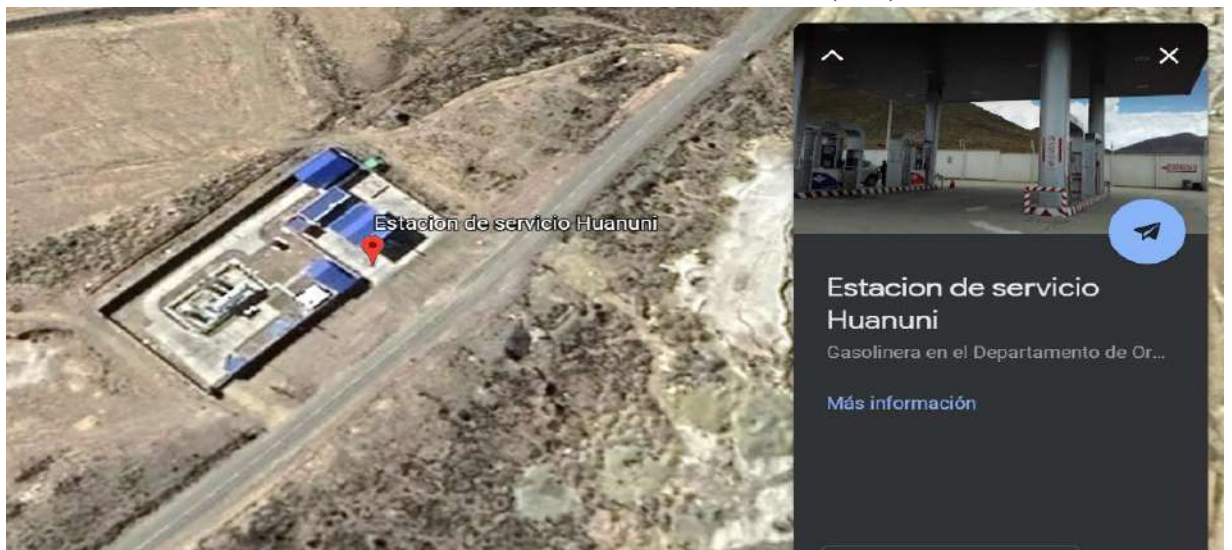 Estacion de servicio Huanuni
Estacion de servicio
Huanuni
Gasolinera en el Departamento de Or...
Más información